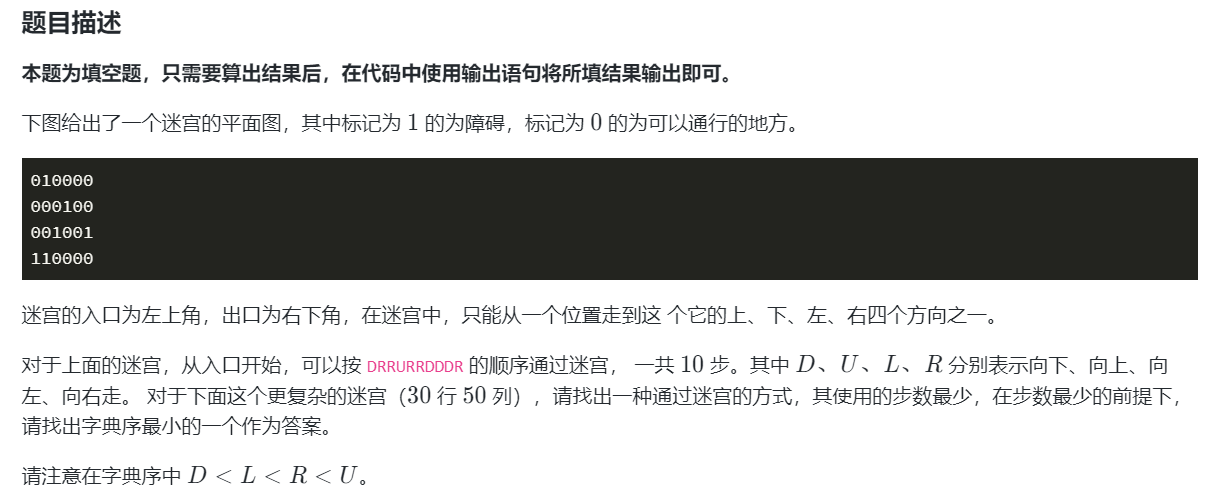 题目描述
本题为填空题，只需要算出结果后，在代码中使用输出语句将所填结果输出即可。
下图给出了一个迷宫的平面图，其中标记为 1 的为障碍，标记为 0 的为可以通行的地方。
010000
000100
001001
110000
迷宫的入口为左上角，出口为右下角，在迷宫中，只能从一个位置走到这 个它的上、下、左、右四个方向之一。
对于上面的迷宫，从入口开始，可以按 DRRURRDDDR 的顺序通过迷宫， 一共 10 步。其中 D、U、L、R 分别表示向下、向上、向
左、向右走。 对于下面这个更复杂的迷宫（30 行 50 列），请找出一种通过迷宫的方式，其使用的步数最少，在步数最少的前提下，
请找出字典序最小的一个作为答案。
请注意在字典序中 D < L < R < U。